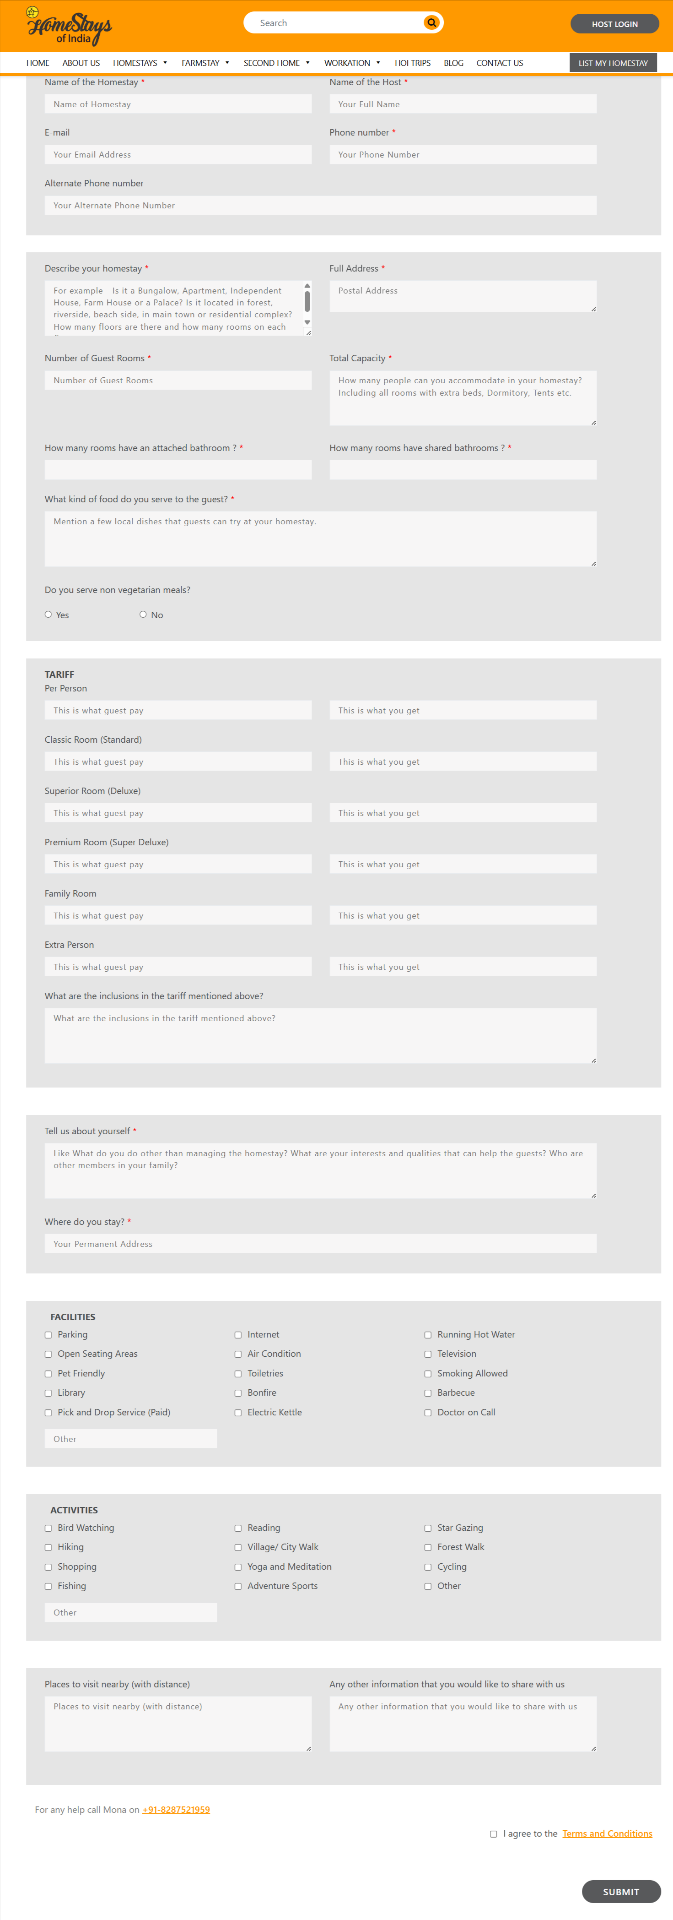 HomeStays
of India
Search
HOST LOGIN
HOME ABOUT US HOMESTAYS FARMSTAY SECOND HOME WORKATION HOI TRIPS BLOG CONTACT US LIST MY HOMESTAY
Name of the Homestay * Name of the Host *
Name of Homestay Your Full Name
E-mail Phone number *
Your Email Address Your Phone Number
Alternate Phone number
Your Alternate Phone Number
Describe your homestay * Full Address *
For example - Is it a Bungalow, Apartment, Independent Postal Address
House, Farm House or a Palace? Is it located in forest,
riverside, beach side, in main town or residential complex?
How many floors are there and how many rooms on each
Number of Guest Rooms * Total Capacity *
Number of Guest Rooms How many people can you accommodate in your homestay?
Including all rooms with extra beds, Dormitory, Tents etc.
How many rooms have an attached bathroom ? * How many rooms have shared bathrooms ? *
What kind of food do you serve to the guest? *
Mention a few local dishes that guests can try at your homestay.
Do you serve non vegetarian meals?
Yes No
TARIFF
Per Person
This is what guest pay This is what you get
Classic Room (Standard)
This is what guest pay This is what you get
Superior Room (Deluxe)
This is what guest pay This is what you get
Premium Room (Super Deluxe)
This is what guest pay This is what you get
Family Room
This is what guest pay This is what you get
Extra Person
This is what guest pay This is what you get
What are the inclusions in the tariff mentioned above?
What are the inclusions in the tariff mentioned above?
Tell us about yourself *
Like What do you do other than managing the homestay? What are your interests and qualities that can help the guests? Who are
other members in your family?
Where do you stay? *
Your Permanent Address
FACILITIES
Parking Internet Running Hot Water
Open Seating Areas Air Condition Television
Pet Friendly Toiletries Smoking Allowed
Library Bonfire Barbecue
Pick and Drop Service (Paid) Electric Kettle Doctor on Call
Other
ACTIVITIES
Bird Watching Reading Star Gazing
Hiking Village/ City Walk Forest Walk
Shopping Yoga and Meditation Cycling
Fishing Adventure Sports Other
Other
Places to visit nearby (with distance) Any other information that you would like to share with us
Places to visit nearby (with distance) Any other information that you would like to share with us
For any help call Mona on +91-8287521959
I agree to the Terms and Conditions
SUBMIT